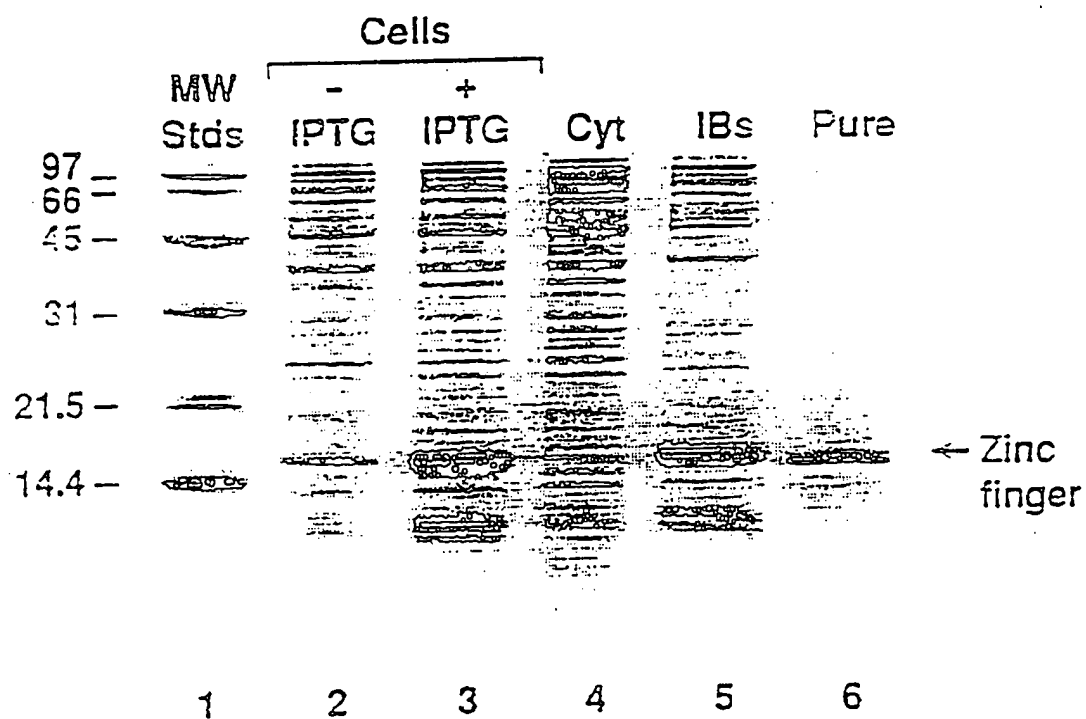 Cells
MW Stds
- IPTG
+ IPTG
Cyt
IBs
Pure
97
66
45
31
21.5
14.4
← Zinc finger
1 2 3 4 5 6